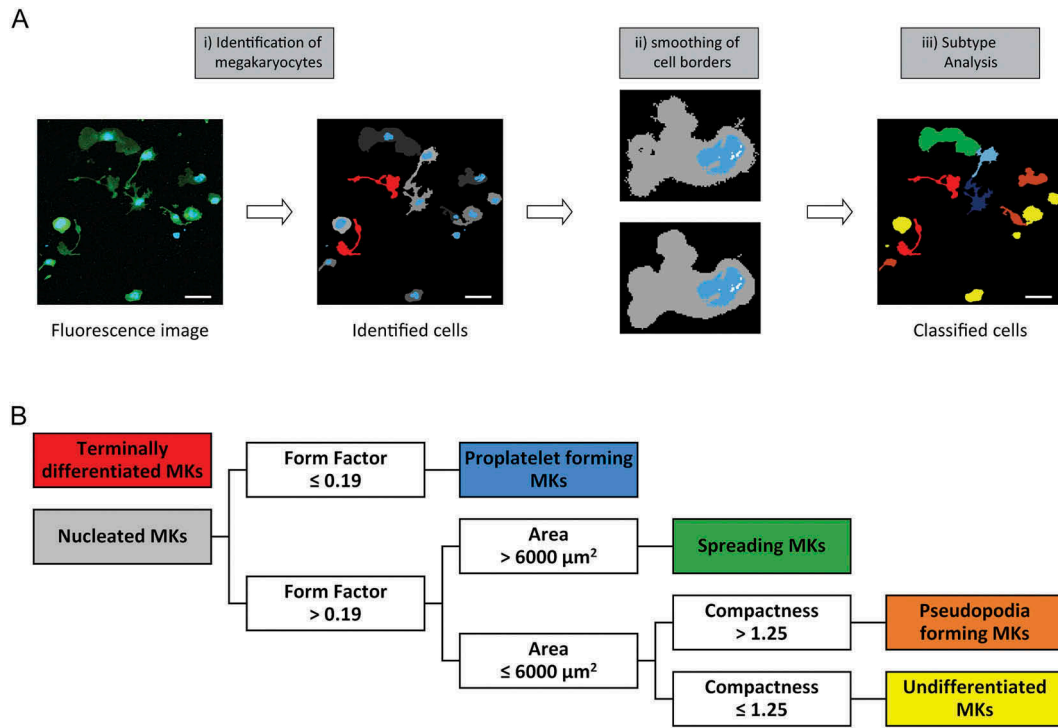 A
i) Identification of
megakaryocytes
ii) smoothing of
cell borders
iii) Subtype
Analysis
Fluorescence image
Identified cells
Classified cells
B
Terminally
differentiated MKs
Nucleated MKs
Form Factor
≤ 0.19
Proplatelet forming
MKs
Form Factor
> 0.19
Area
> 6000 µm²
Spreading MKs
Area
≤ 6000 µm²
Compactness
> 1.25
Pseudopodia
forming MKs
Compactness
≤ 1.25
Undifferentiated
MKs